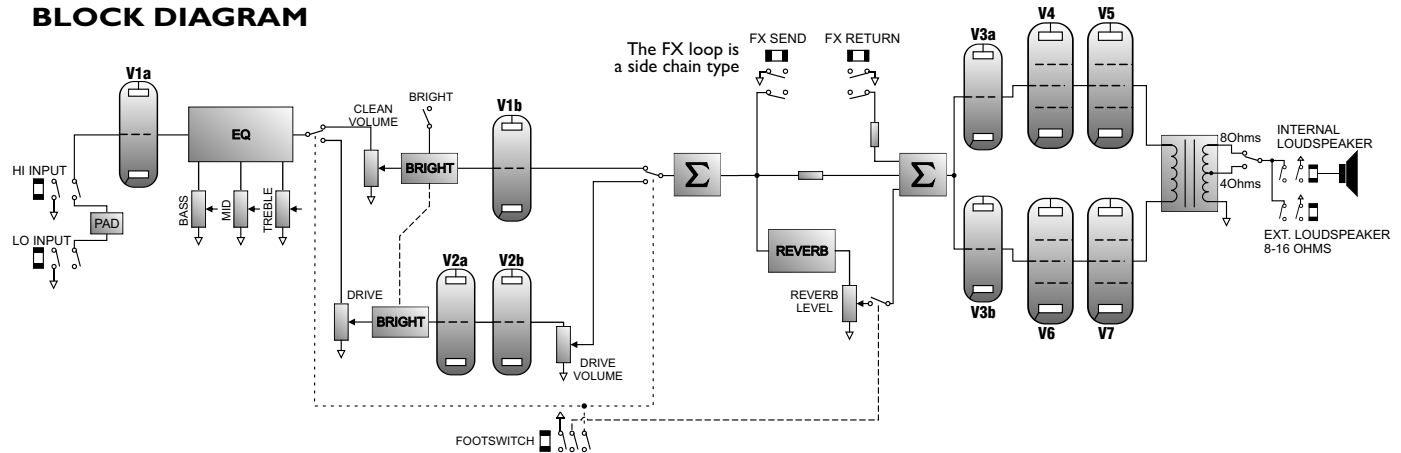 BLOCK DIAGRAM
V1a
HI INPUT
PAD
LO INPUT
EQ
BASS
MID
TREBLE
CLEAN
VOLUME
BRIGHT
BRIGHT
V1b
DRIVE
BRIGHT
V2a
V2b
DRIVE
VOLUME
FOOTSWITCH
Σ
The FX loop is
a side chain type
FX SEND
FX RETURN
REVERB
REVERB
LEVEL
Σ
V3a
V4
V5
V3b
V6
V7
8Ohms
4Ohms
INTERNAL
LOUDSPEAKER
EXT. LOUDSPEAKER
8-16 OHMS